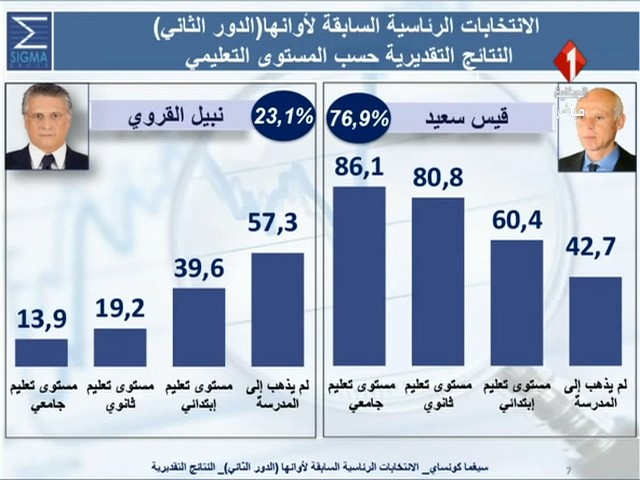 الانتخابات الرئاسية السابقة لأوانها(الدور الثاني)
النتائج التقديرية حسب المستوى التعليمي
SIGMA
1
مباشر
قيس سعيد
76,9%
23,1%
نبيل القروي
42,7
60,4
80,8
86,1
لم يذهب إلى المدرسة
مستوى تعليم إبتدائي
مستوى تعليم ثانوي
مستوى تعليم جامعي
57,3
39,6
19,2
13,9
لم يذهب إلى المدرسة
مستوى تعليم إبتدائي
مستوى تعليم ثانوي
مستوى تعليم جامعي
سيغما كونساي_ الانتخابات الرئاسية السابقة لأوانها (الدور الثاني)_ النتائج التقديرية
7